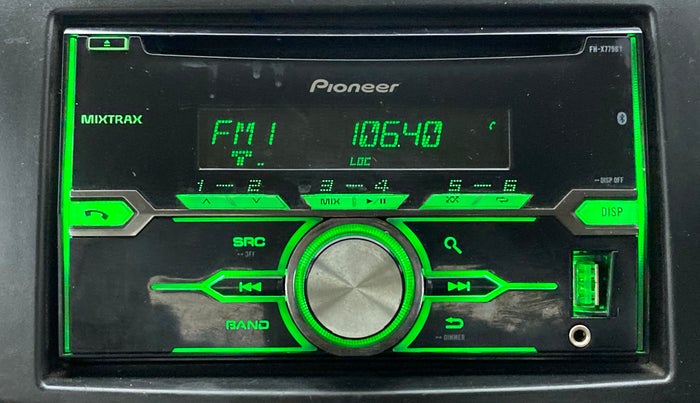 FH-X779BT
Pioneer
MIXTRAX
FM1 106.40
LOC
-- DISP OFF
1 -- 2 3 -- 4 5 -- 6
MIX
DISP
SRC
-- OFF
BAND
-- DIMMER